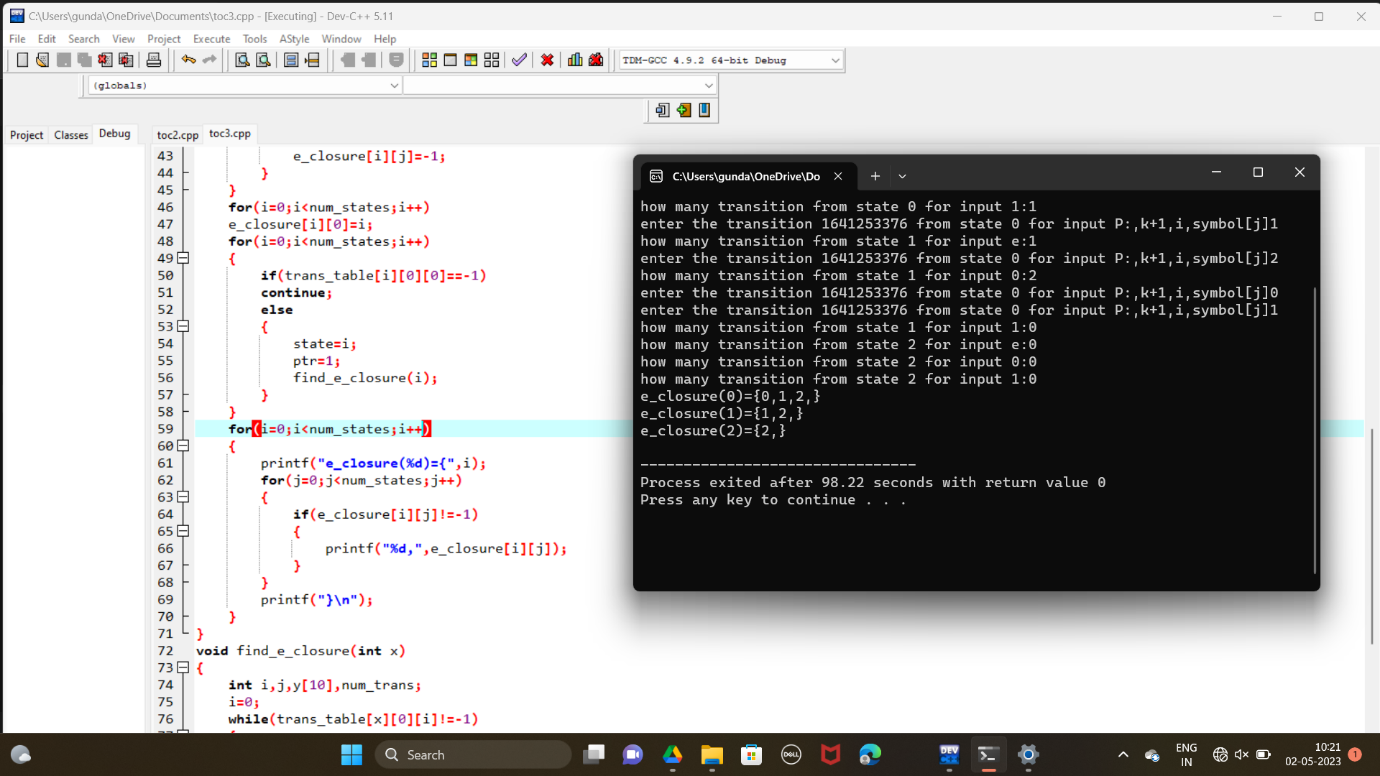 C:\Users\gunda\OneDrive\Documents\toc3.cpp - [Executing] - Dev-C++ 5.11
File Edit Search View Project Execute Tools AStyle Window Help
TDM-GCC 4.9.2 64-bit Debug
(globals)
Project Classes Debug toc2.cpp toc3.cpp
43 e_closure[i][j]=-1;
44 }
45 }
46 for(i=0;i<num_states;i++)
47 e_closure[i][0]=i;
48 for(i=0;i<num_states;i++)
49 {
50 if(trans_table[i][0][0]==-1)
51 continue;
52 else
53 {
54 state=i;
55 ptr=1;
56 find_e_closure(i);
57 }
58 }
59 for(i=0;i<num_states;i++)
60 {
61 printf("e_closure(%d)={",i);
62 for(j=0;j<num_states;j++)
63 {
64 if(e_closure[i][j]!=-1)
65 {
66 printf("%d,",e_closure[i][j]);
67 }
68 }
69 printf("}\n");
70 }
71 }
72 void find_e_closure(int x)
73 {
74 int i,j,y[10],num_trans;
75 i=0;
76 while(trans_table[x][0][i]!=-1)
C:\Users\gunda\OneDrive\Do
how many transition from state 0 for input 1:1
enter the transition 1641253376 from state 0 for input P:,k+1,i,symbol[j]1
how many transition from state 1 for input e:1
enter the transition 1641253376 from state 0 for input P:,k+1,i,symbol[j]2
how many transition from state 1 for input 0:2
enter the transition 1641253376 from state 0 for input P:,k+1,i,symbol[j]0
enter the transition 1641253376 from state 0 for input P:,k+1,i,symbol[j]1
how many transition from state 1 for input 1:0
how many transition from state 2 for input e:0
how many transition from state 2 for input 0:0
how many transition from state 2 for input 1:0
e_closure(0)={0,1,2,}
e_closure(1)={1,2,}
e_closure(2)={2,}
--------------------------------
Process exited after 98.22 seconds with return value 0
Press any key to continue . . .
Search
DELL
DEV
ENG
IN
10:21
02-05-2023
1